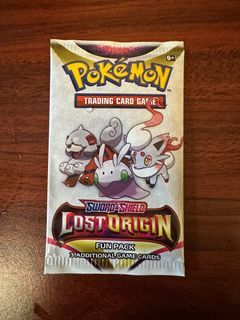 6+
POKéMON
TRADING CARD GAME
SWORD & SHIELD
LOST ORIGIN
FUN PACK
3 ADDITIONAL GAME CARDS